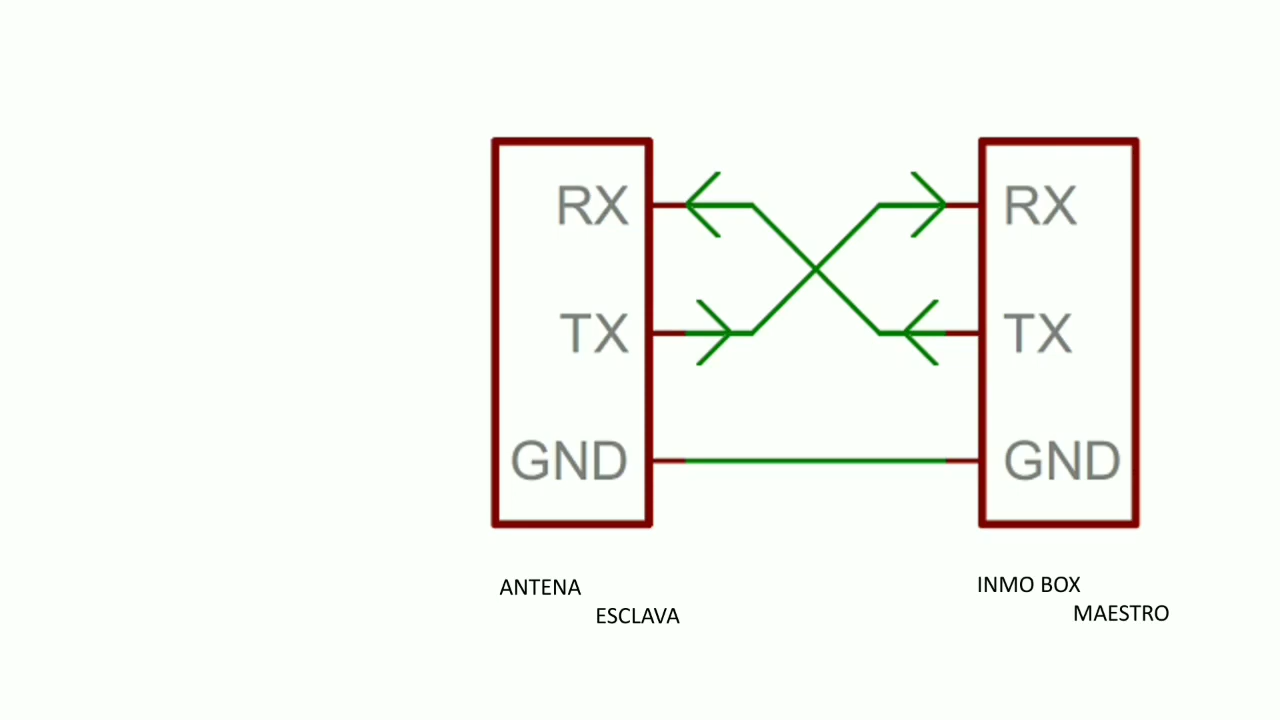 RX
TX
GND
RX
TX
GND
ANTENA
ESCLAVA
INMO BOX
MAESTRO